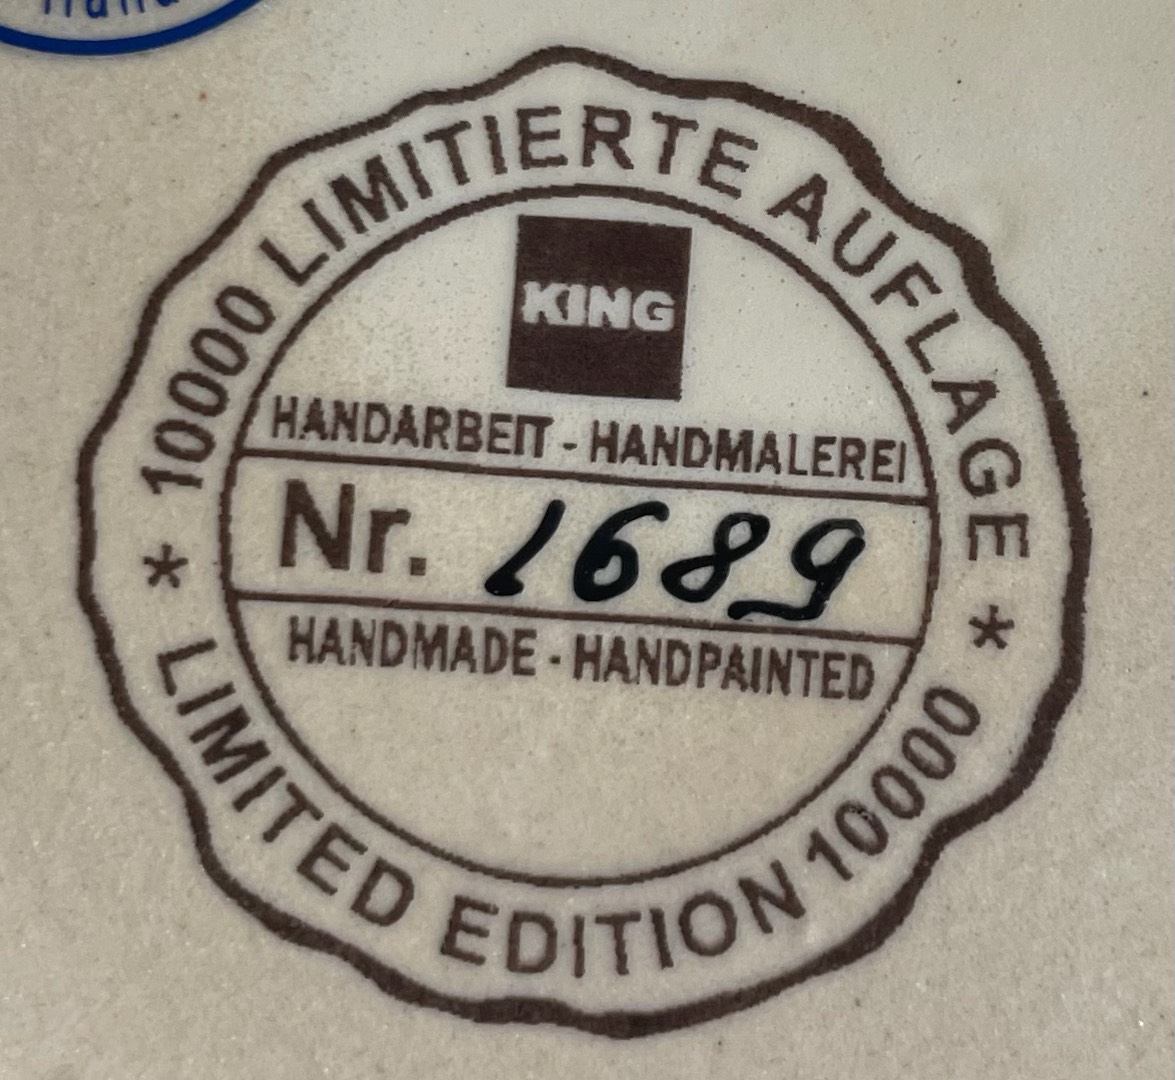 10000 LIMITIERTE AUFLAGE
KING
HANDARBEIT - HANDMALEREI
Nr. 1689
HANDMADE - HANDPAINTED
* LIMITED EDITION 10000 *